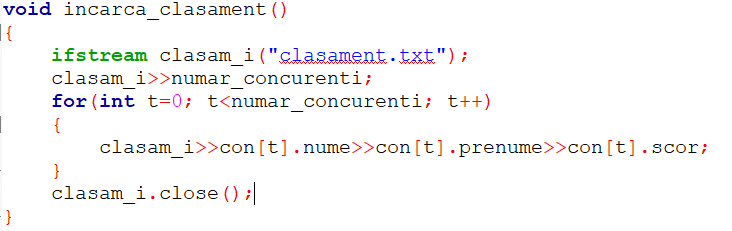 void incarca_clasament()
{
    ifstream clasam_i("clasament.txt");
    clasam_i>>numar_concurenti;
    for(int t=0; t<numar_concurenti; t++)
    {
        clasam_i>>con[t].nume>>con[t].prenume>>con[t].scor;
    }
    clasam_i.close();
}